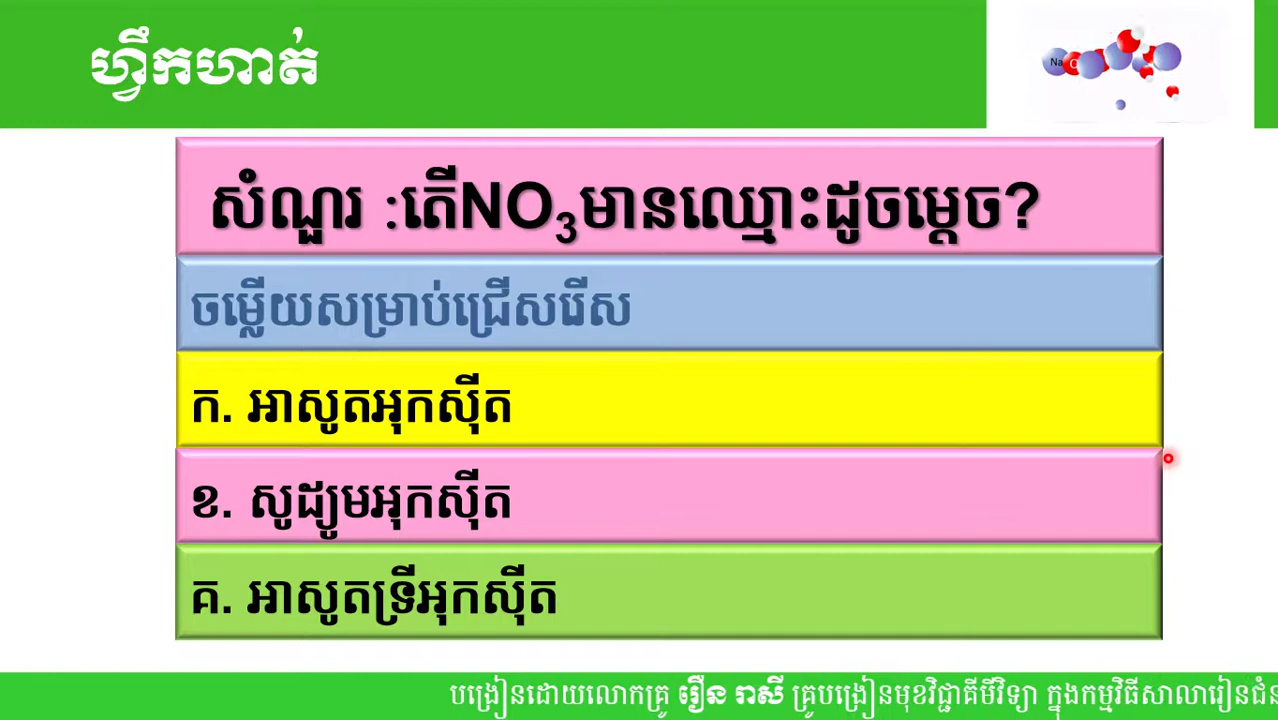 ហ្វឹកហាត់
Na
O
សំណួរ :តើNO₃មានឈ្មោះដូចម្តេច?
ចម្លើយសម្រាប់ជ្រើសរើស
ក. អាសូតអុកស៊ីត
ខ. សូដ្យូមអុកស៊ីត
គ. អាសូតទ្រីអុកស៊ីត
បង្រៀនដោយលោកគ្រូ រឿន រាសី គ្រូបង្រៀនមុខវិជ្ជាគីមីវិទ្យា ក្នុងកម្មវិធីសាលារៀនជំន